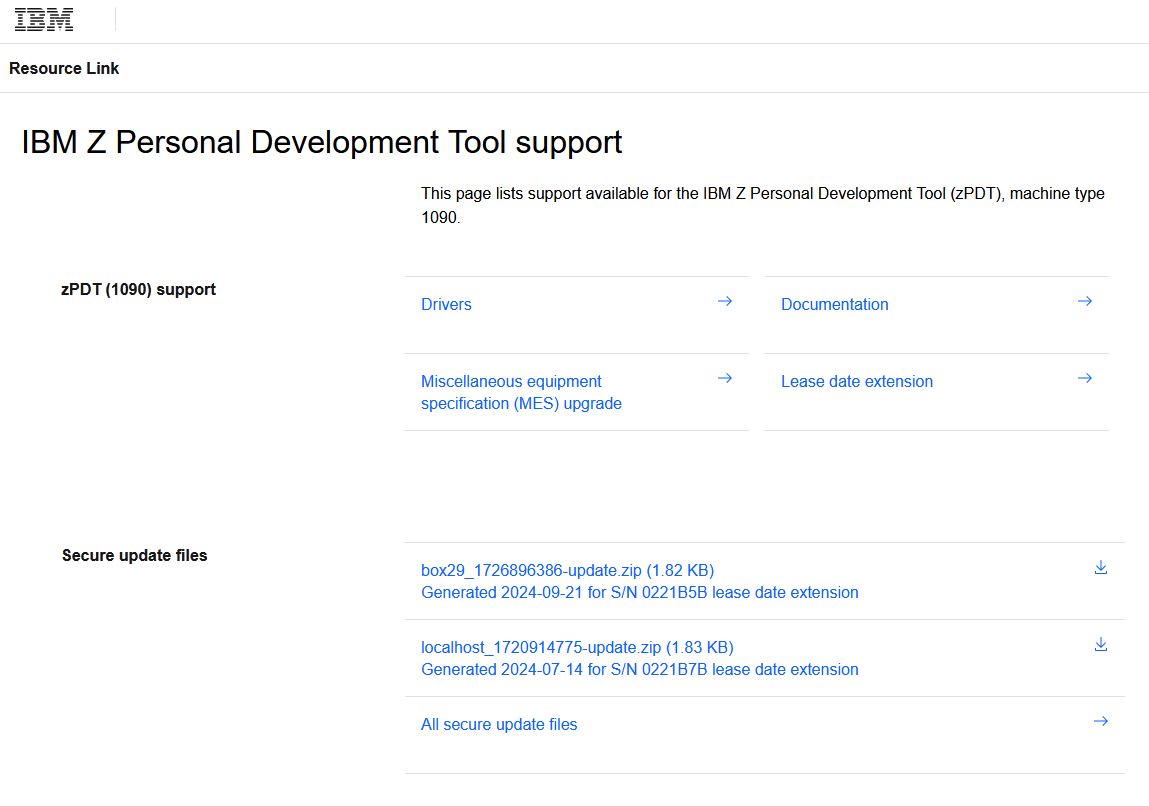 IBM
Resource Link
IBM Z Personal Development Tool support
This page lists support available for the IBM Z Personal Development Tool (zPDT), machine type
1090.
zPDT (1090) support
Drivers
Documentation
Miscellaneous equipment
specification (MES) upgrade
Lease date extension
Secure update files
box29_1726896386-update.zip (1.82 KB)
Generated 2024-09-21 for S/N 0221B5B lease date extension
localhost_1720914775-update.zip (1.83 KB)
Generated 2024-07-14 for S/N 0221B7B lease date extension
All secure update files